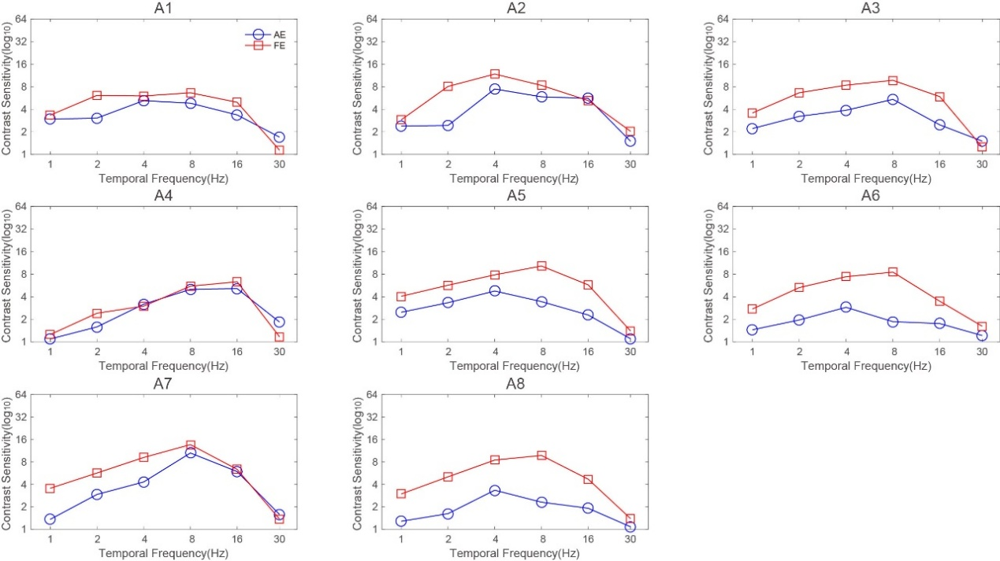 A1
Contrast Sensitivity(log10)
64
32
16
8
4
2
1
AE
FE
1 2 4 8 16 30
Temporal Frequency(Hz)
A2
Contrast Sensitivity(log10)
64
32
16
8
4
2
1
1 2 4 8 16 30
Temporal Frequency(Hz)
A3
Contrast Sensitivity(log10)
64
32
16
8
4
2
1
1 2 4 8 16 30
Temporal Frequency(Hz)
A4
Contrast Sensitivity(log10)
64
32
16
8
4
2
1
1 2 4 8 16 30
Temporal Frequency(Hz)
A5
Contrast Sensitivity(log10)
64
32
16
8
4
2
1
1 2 4 8 16 30
Temporal Frequency(Hz)
A6
Contrast Sensitivity(log10)
64
32
16
8
4
2
1
1 2 4 8 16 30
Temporal Frequency(Hz)
A7
Contrast Sensitivity(log10)
64
32
16
8
4
2
1
1 2 4 8 16 30
Temporal Frequency(Hz)
A8
Contrast Sensitivity(log10)
64
32
16
8
4
2
1
1 2 4 8 16 30
Temporal Frequency(Hz)